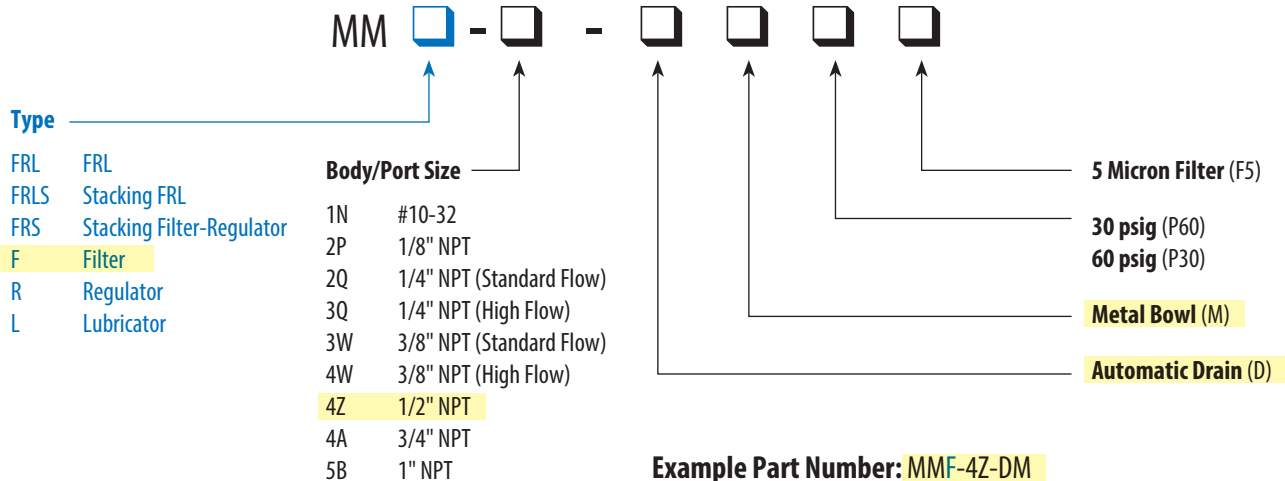 MM - -
Type
FRL FRL
FRLS Stacking FRL
FRS Stacking Filter-Regulator
F Filter
R Regulator
L Lubricator
Body/Port Size
1N #10-32
2P 1/8" NPT
2Q 1/4" NPT (Standard Flow)
3Q 1/4" NPT (High Flow)
3W 3/8" NPT (Standard Flow)
4W 3/8" NPT (High Flow)
4Z 1/2" NPT
4A 3/4" NPT
5B 1" NPT
5 Micron Filter (F5)
30 psig (P60)
60 psig (P30)
Metal Bowl (M)
Automatic Drain (D)
Example Part Number: MMF-4Z-DM